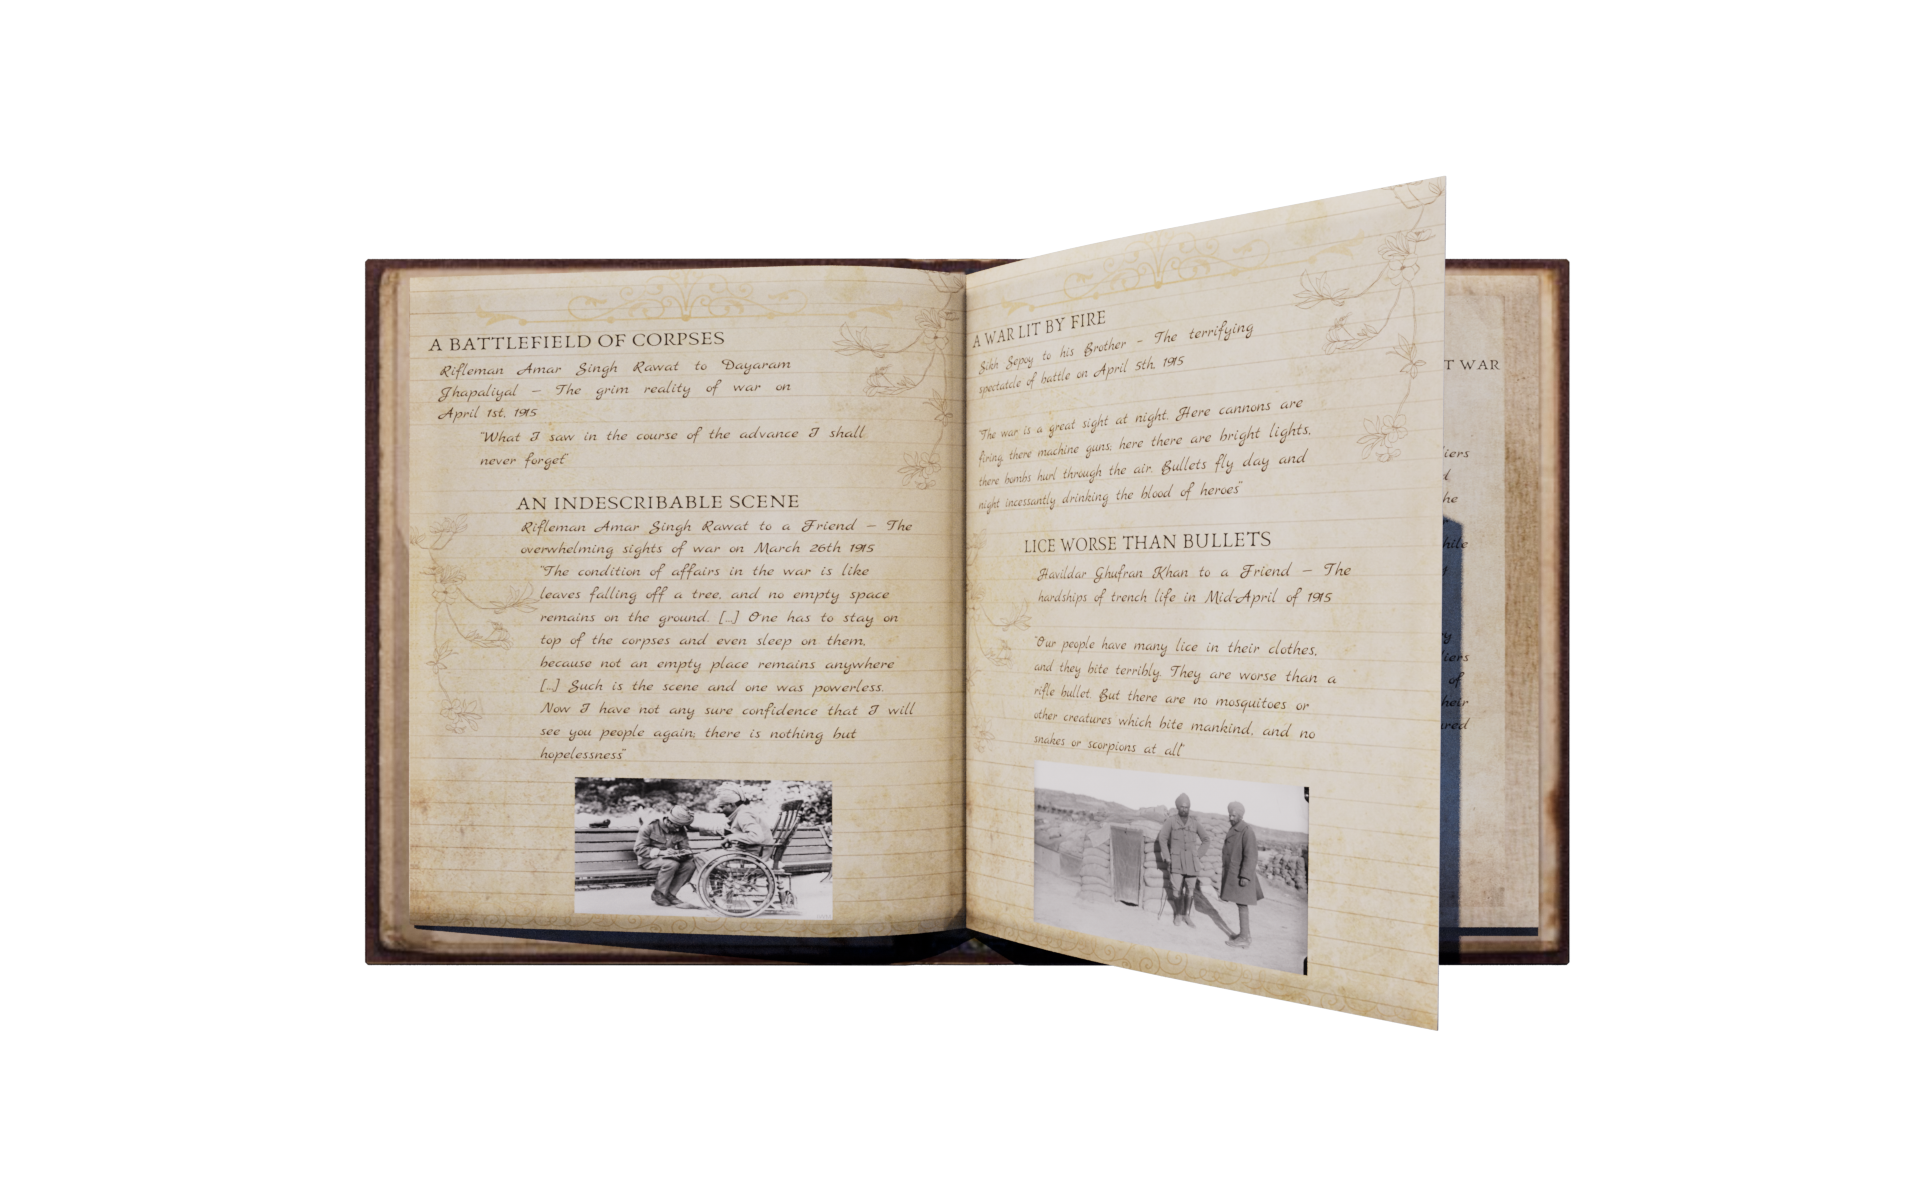 A BATTLEFIELD OF CORPSES
Rifleman Amar Singh Rawat to Dayaram
Jhapaliyal – The grim reality of war on
April 1st, 1915
"What I saw in the course of the advance I shall
never forget"
AN INDESCRIBABLE SCENE
Rifleman Amar Singh Rawat to a Friend – The
overwhelming sights of war on March 26th 1915
"The condition of affairs in the war is like
leaves falling off a tree, and no empty space
remains on the ground. [...] One has to stay on
top of the corpses and even sleep on them,
because not an empty place remains anywhere
[...] Such is the scene and one was powerless.
Now I have not any sure confidence that I will
see you people again; there is nothing but
hopelessness"
A WAR LIT BY FIRE
Sikh Sepoy to his Brother – The terrifying
spectacle of battle on April 5th, 1915
"The war is a great sight at night. Here cannons are
firing, there machine guns; here there are bright lights,
there bombs hurl through the air. Bullets fly day and
night incessantly drinking the blood of heroes"
LICE WORSE THAN BULLETS
Havildar Ghufran Khan to a Friend – The
hardships of trench life in Mid-April of 1915
"Our people have many lice in their clothes,
and they bite terribly. They are worse than a
rifle bullet. But there are no mosquitoes or
other creatures which bite mankind, and no
snakes or scorpions at all"
T WAR
iers
d
he
hile
y
iers
of
heir
red